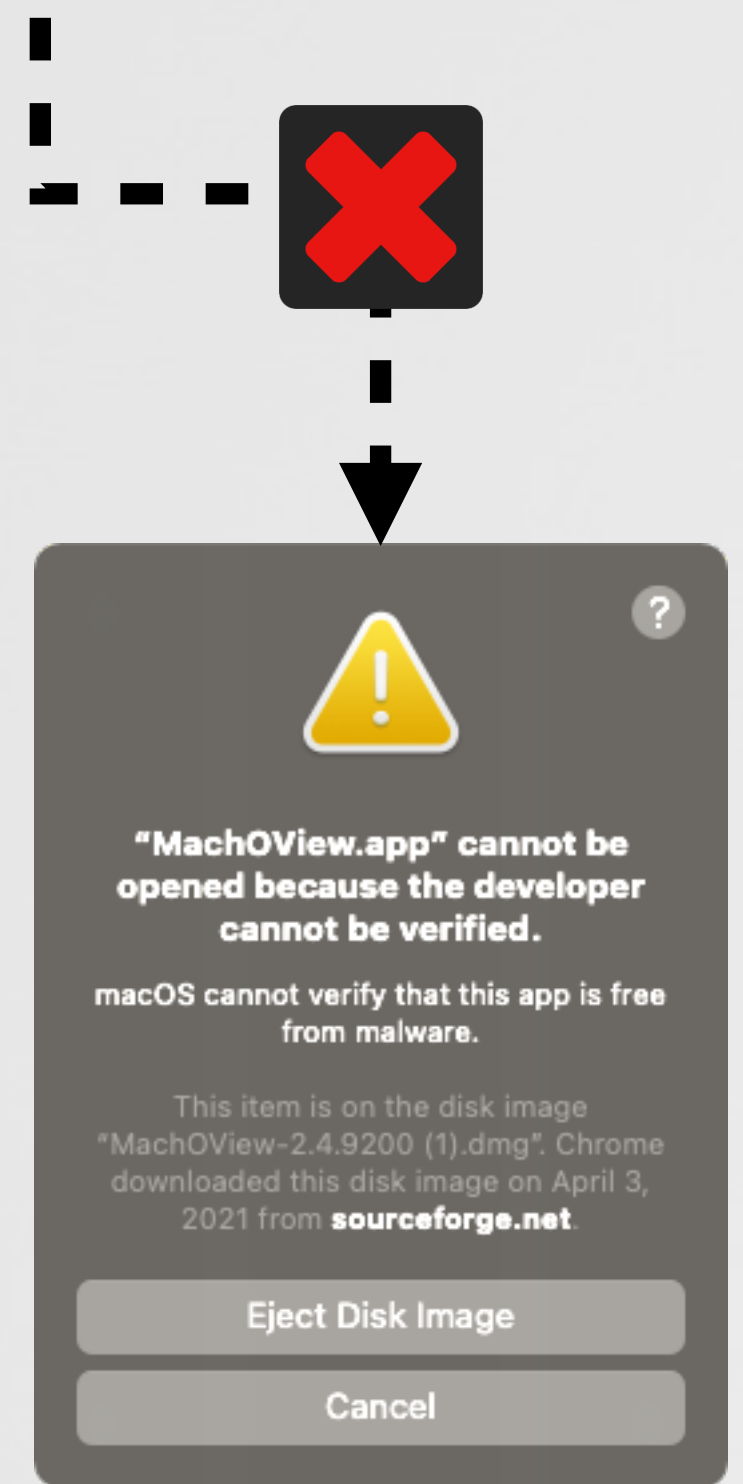 ?
“MachOView.app” cannot be
opened because the developer
cannot be verified.
macOS cannot verify that this app is free
from malware.
This item is on the disk image
“MachOView-2.4.9200 (1).dmg”. Chrome
downloaded this disk image on April 3,
2021 from sourceforge.net.
Eject Disk Image
Cancel